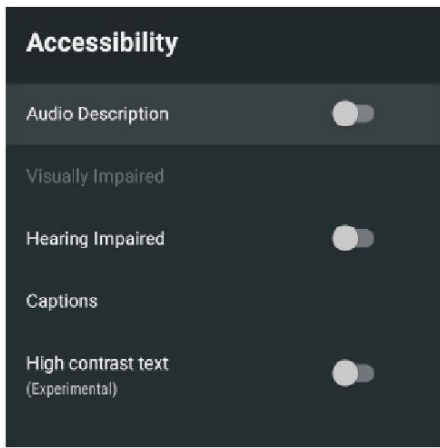 Accessibility
Audio Description
Visually Impaired
Hearing Impaired
Captions
High contrast text
(Experimental)